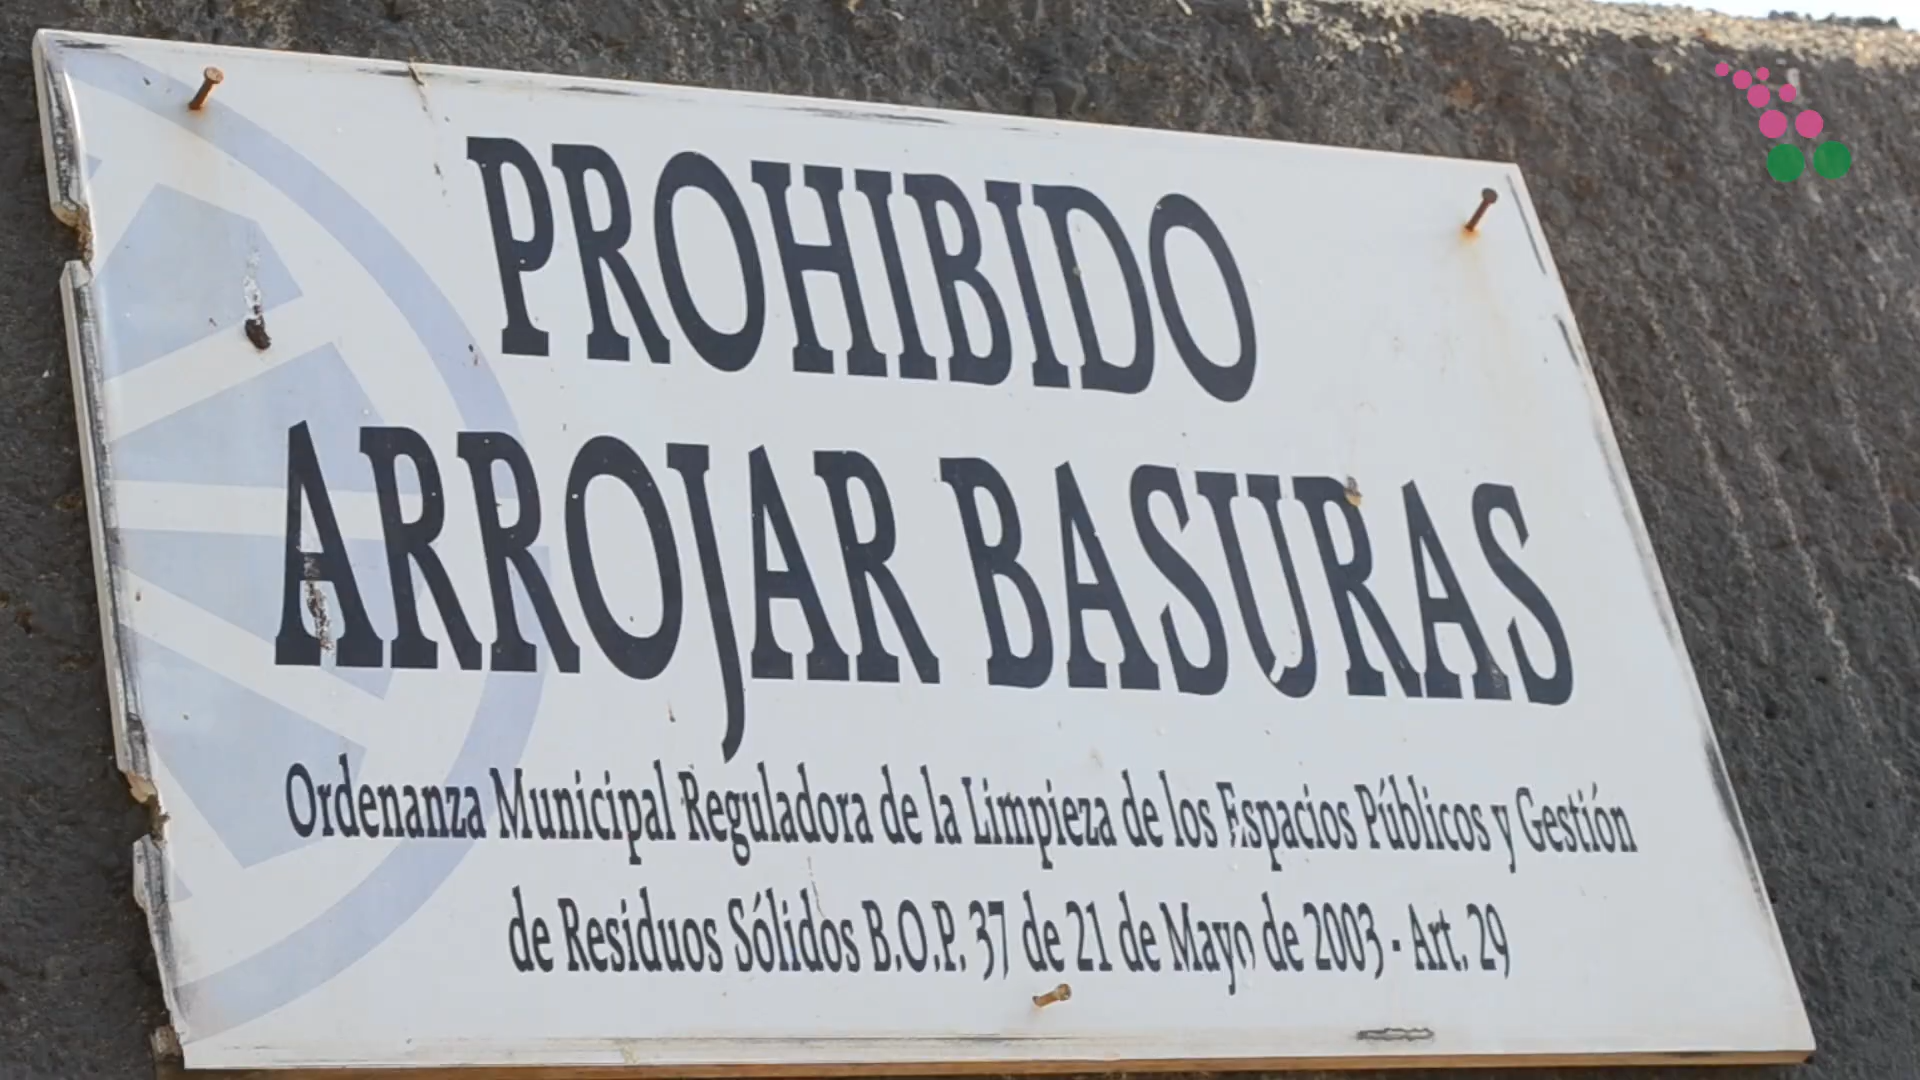 PROHIBIDO
ARROJAR BASURAS
Ordenanza Municipal Reguladora de la Limpieza de los Espacios Públicos y Gestión
de Residuos Sólidos B.O.P. 37 de 21 de Mayo de 2003 - Art. 29